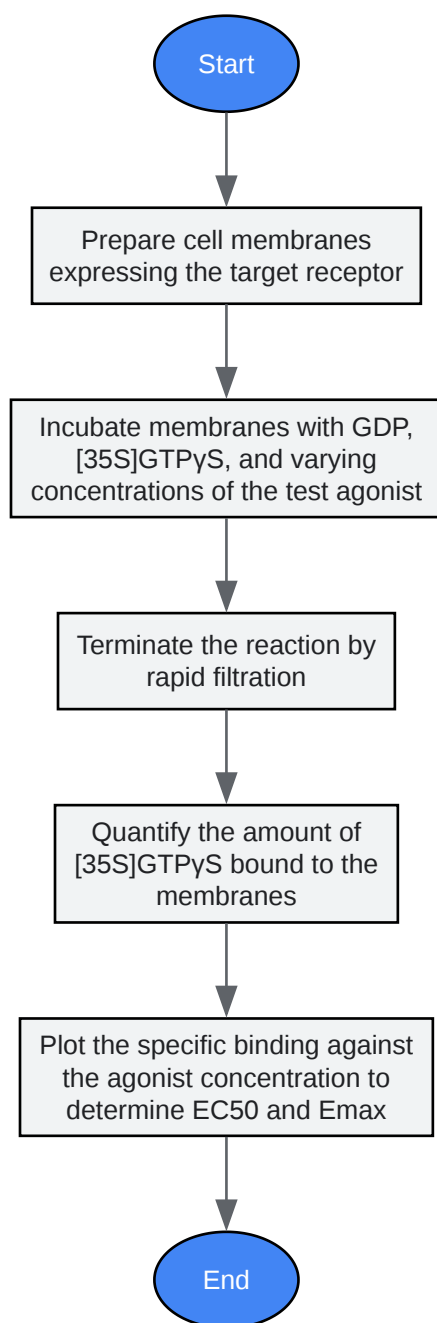 Start
Prepare cell membranes
expressing the target receptor
Incubate membranes with GDP,
[35S]GTPγS, and varying
concentrations of the test agonist
Terminate the reaction by
rapid filtration
Quantify the amount of
[35S]GTPγS bound to the
membranes
Plot the specific binding against
the agonist concentration to
determine EC50 and Emax
End